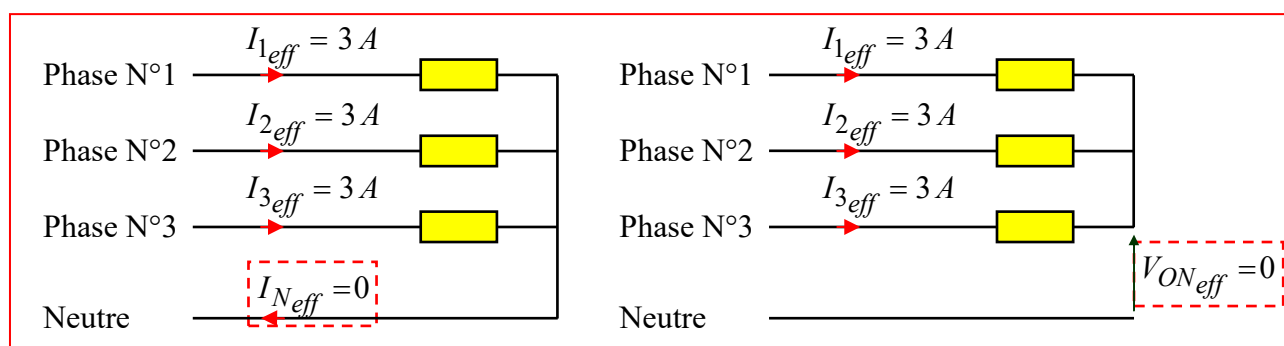 I1eff = 3 A
Phase N°1
I2eff = 3 A
Phase N°2
I3eff = 3 A
Phase N°3
INeff =0
Neutre
I1eff = 3 A
Phase N°1
I2eff = 3 A
Phase N°2
I3eff = 3 A
Phase N°3
VONeff =0
Neutre